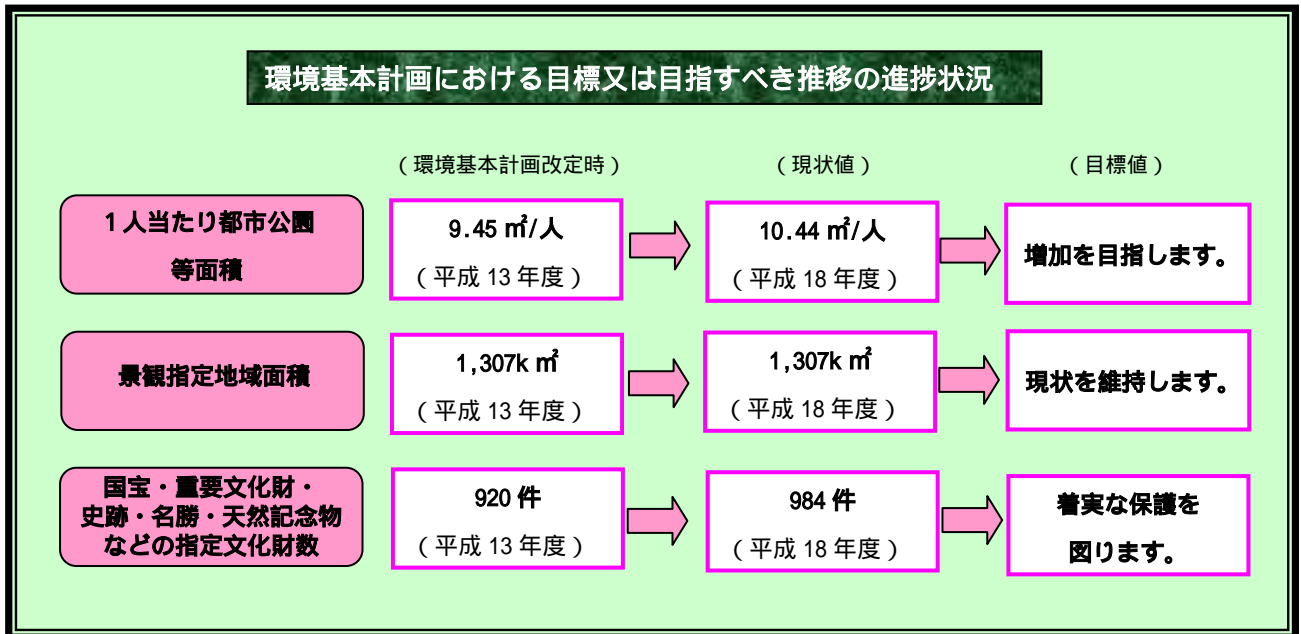 環境基本計画における目標又は目指すべき推移の進捗状況
（環境基本計画改定時）
（現状値）
（目標値）
1人当たり都市公園
等面積
9.45 ㎡/人
（平成 13 年度）
10.44 ㎡/人
（平成 18 年度）
増加を目指します。
景観指定地域面積
1,307k ㎡
（平成 13 年度）
1,307k ㎡
（平成 18 年度）
現状を維持します。
国宝・重要文化財・
史跡・名勝・天然記念物
などの指定文化財数
920 件
（平成 13 年度）
984 件
（平成 18 年度）
着実な保護を
図ります。